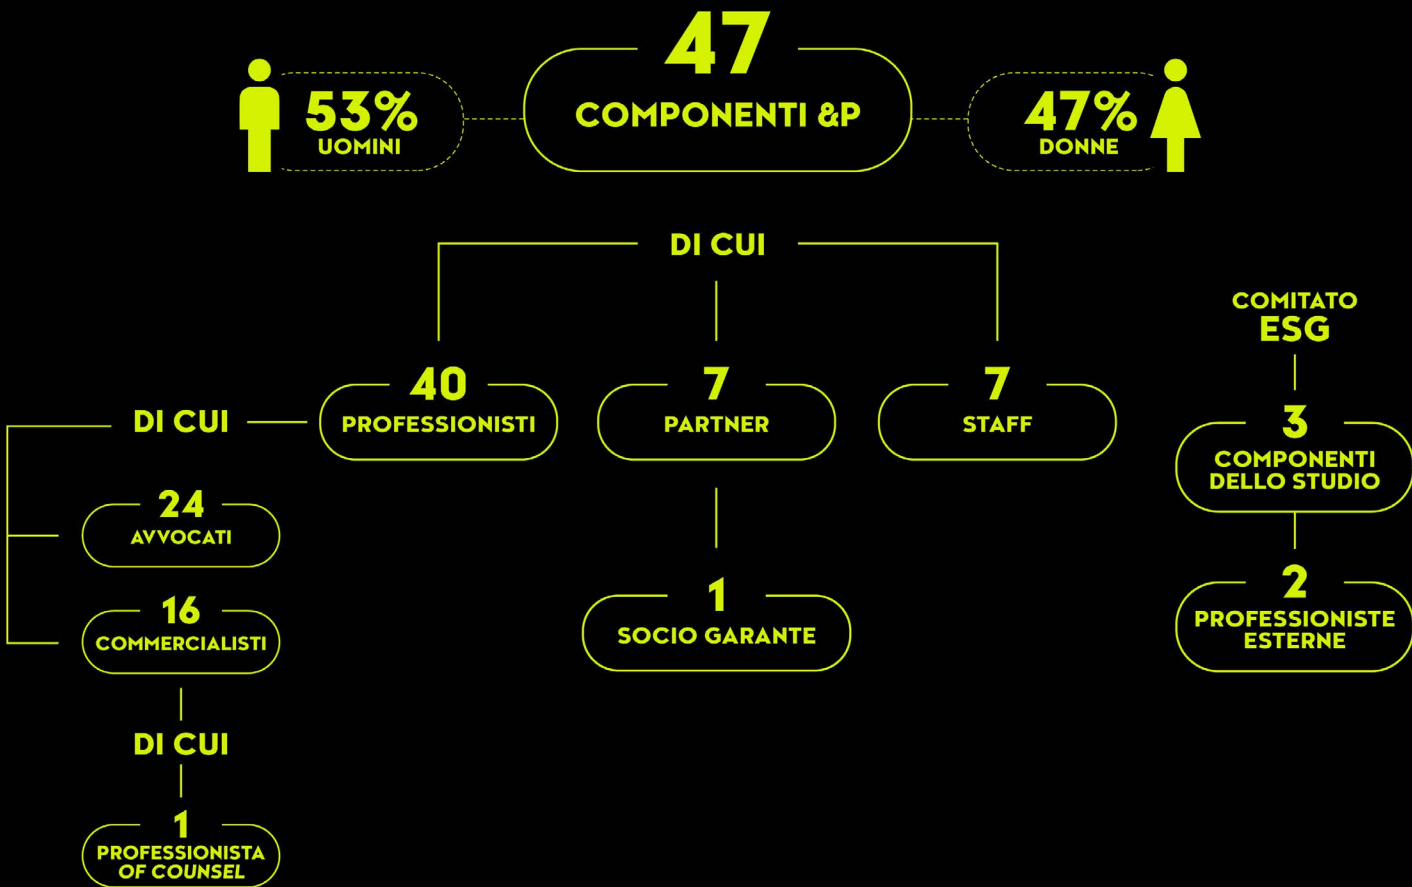 47
COMPONENTI &P
53%
UOMINI
47%
DONNE
DI CUI
COMITATO
ESG
40
PROFESSIONISTI
7
PARTNER
7
STAFF
DI CUI
24
AVVOCATI
16
COMMERCIALISTI
DI CUI
1
PROFESSIONISTA
OF COUNSEL
1
SOCIO GARANTE
3
COMPONENTI
DELLO STUDIO
2
PROFESSIONISTE
ESTERNE